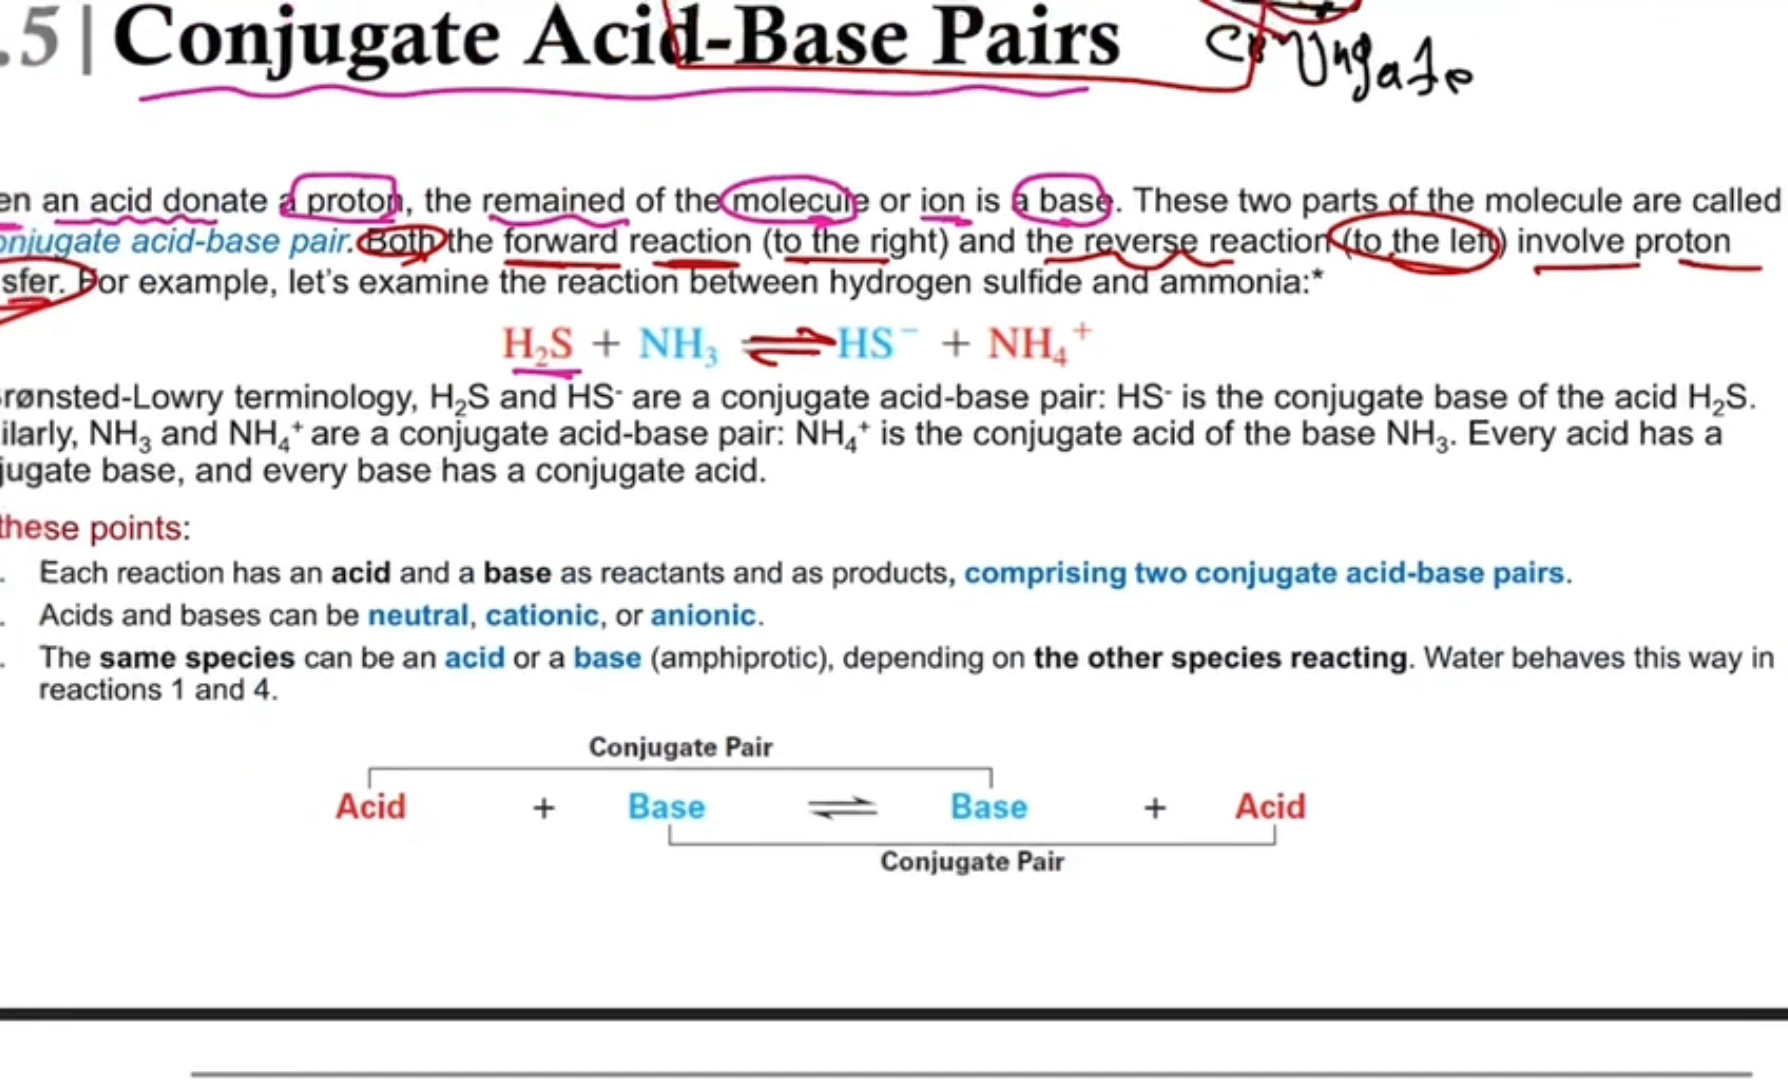 .5 | Conjugate Acid-Base Pairs conjugate
en an acid donate a proton, the remained of the molecule or ion is a base. These two parts of the molecule are called
onjugate acid-base pair. Both the forward reaction (to the right) and the reverse reaction (to the left) involve proton
sfer. For example, let's examine the reaction between hydrogen sulfide and ammonia:*
H₂S + NH₃ ⇌ HS⁻ + NH₄⁺
rønsted-Lowry terminology, H₂S and HS⁻ are a conjugate acid-base pair: HS⁻ is the conjugate base of the acid H₂S.
ilarly, NH₃ and NH₄⁺ are a conjugate acid-base pair: NH₄⁺ is the conjugate acid of the base NH₃. Every acid has a
jugate base, and every base has a conjugate acid.
these points:
. Each reaction has an acid and a base as reactants and as products, comprising two conjugate acid-base pairs.
. Acids and bases can be neutral, cationic, or anionic.
. The same species can be an acid or a base (amphiprotic), depending on the other species reacting. Water behaves this way in
reactions 1 and 4.
Conjugate Pair
Acid + Base ⇌ Base + Acid
Conjugate Pair